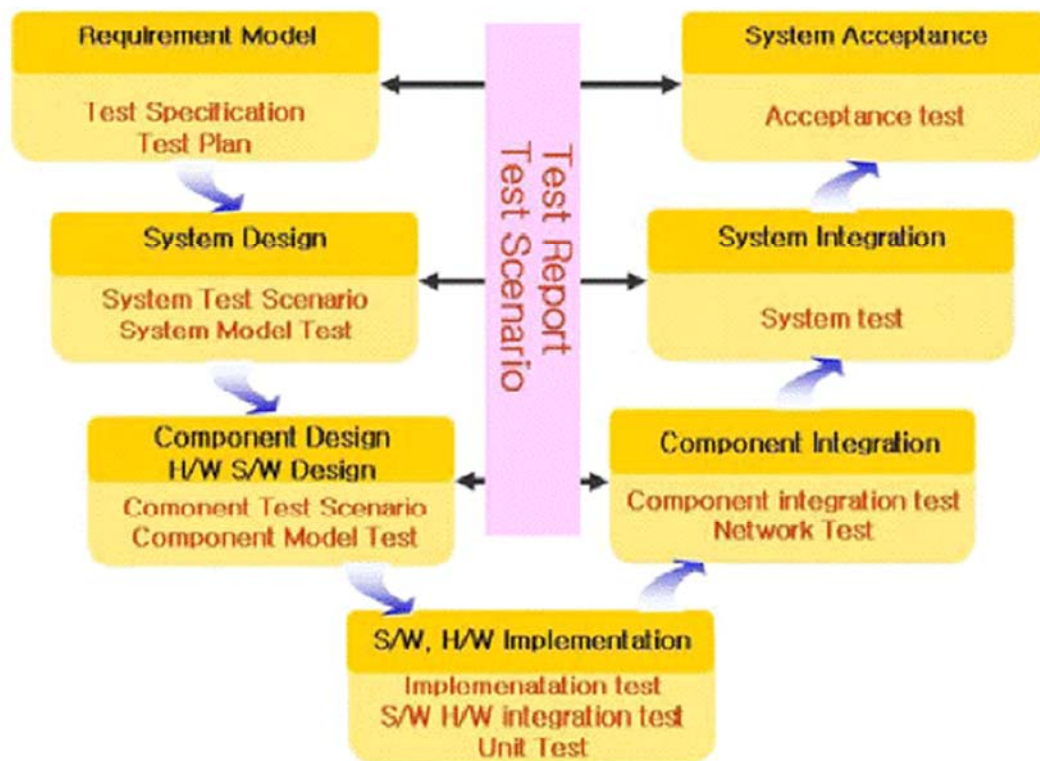 Requirement Model
Test Specification
Test Plan
System Design
System Test Scenario
System Model Test
Component Design
H/W S/W Design
Comonent Test Scenario
Component Model Test
S/W, H/W Implementation
Implemenatation test
S/W H/W integration test
Unit Test
Test Report
Test Scenario
System Acceptance
Acceptance test
System Integration
System test
Component Integration
Component integration test
Network Test